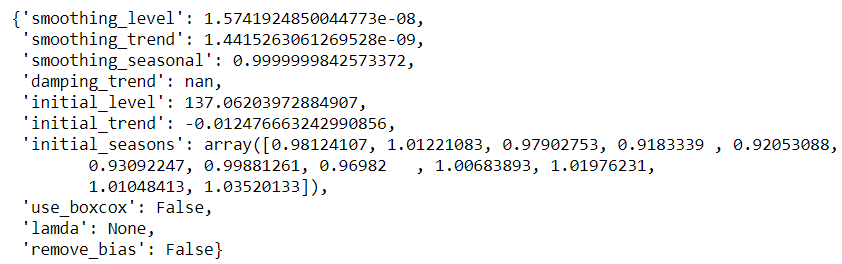 {'smoothing_level': 1.5741924850044773e-08,
'smoothing_trend': 1.4415263061269528e-09,
'smoothing_seasonal': 0.9999999842573372,
'damping_trend': nan,
'initial_level': 137.06203972884907,
'initial_trend': -0.012476663242990856,
'initial_seasons': array([0.98124107, 1.01221083, 0.97902753, 0.9183339 , 0.92053088,
0.93092247, 0.99881261, 0.96982   , 1.00683893, 1.01976231,
1.01048413, 1.03520133]),
'use_boxcox': False,
'lamda': None,
'remove_bias': False}